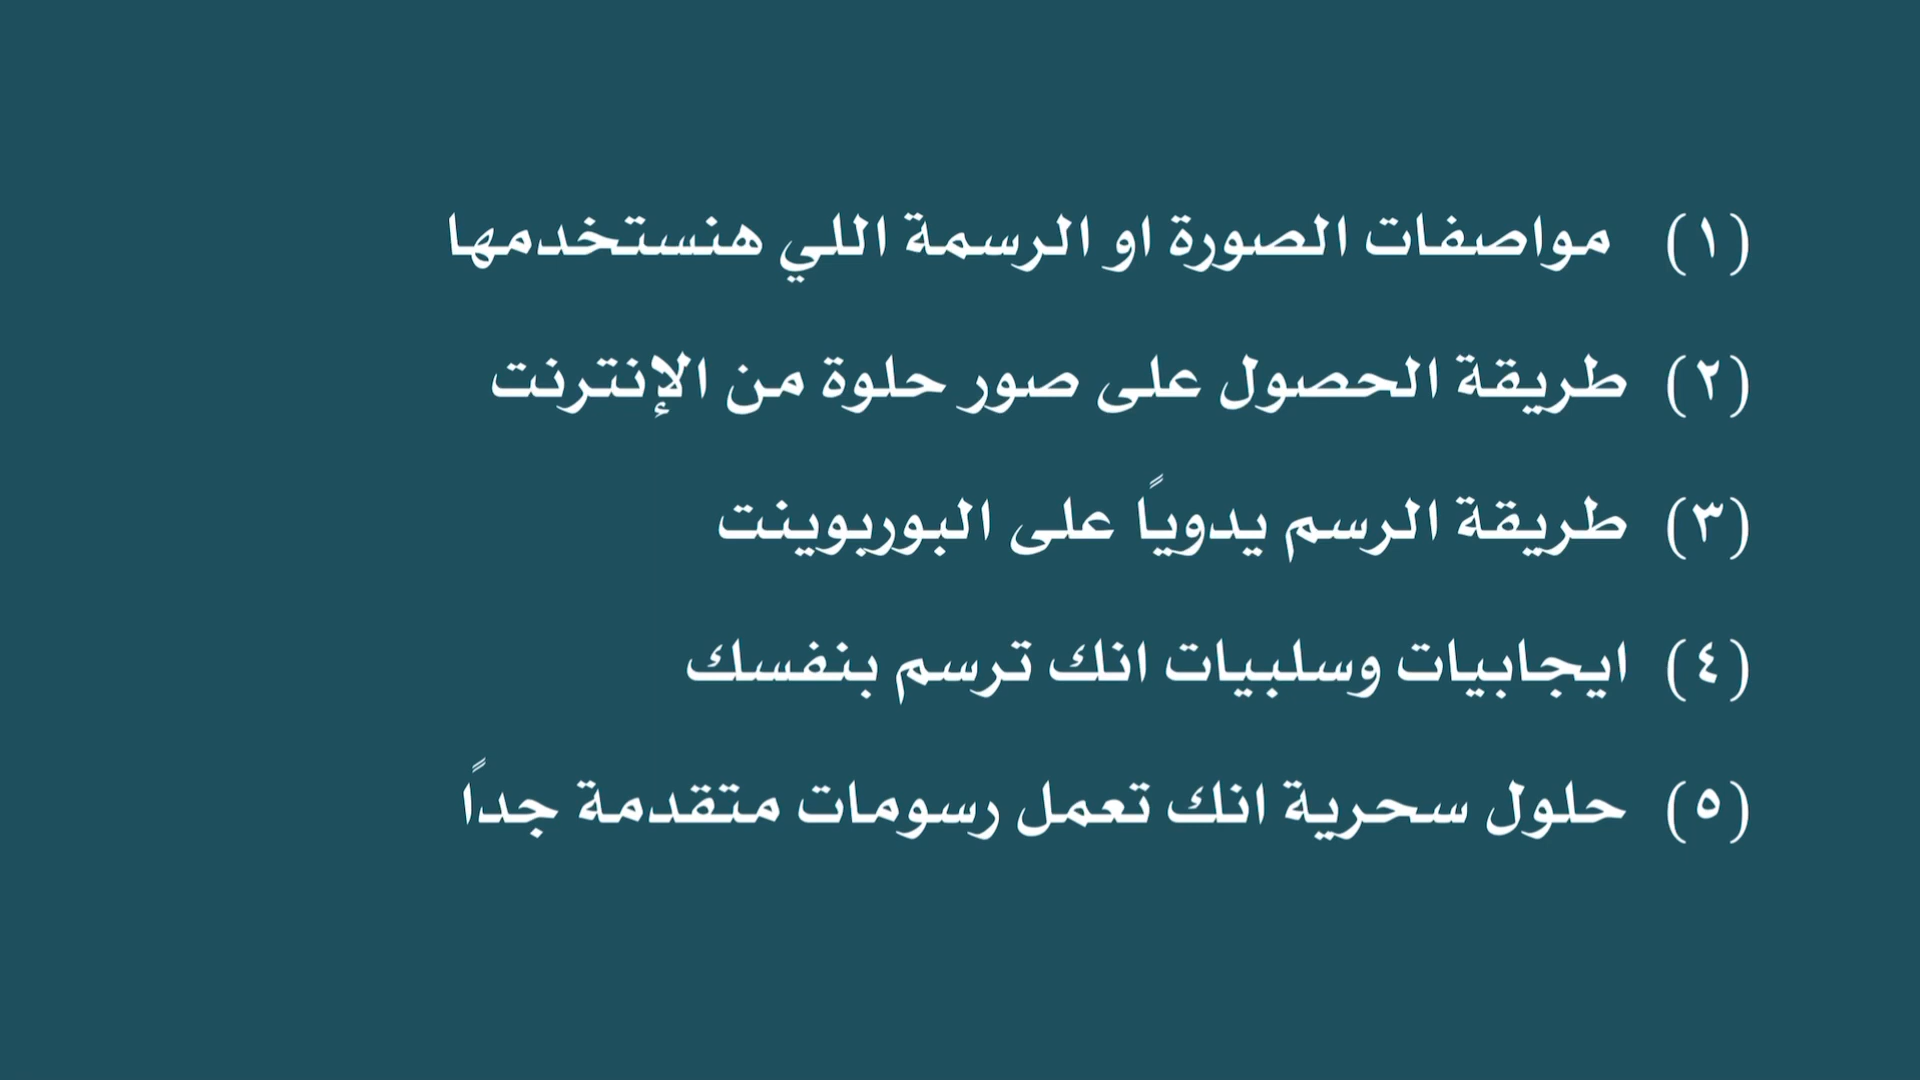 (١) مواصفات الصورة او الرسمة اللي هنستخدمها
(٢) طريقة الحصول على صور حلوة من الإنترنت
(٣) طريقة الرسم يدوياً على البوربوينت
(٤) ايجابيات وسلبيات انك ترسم بنفسك
(٥) حلول سحرية انك تعمل رسومات متقدمة جداً